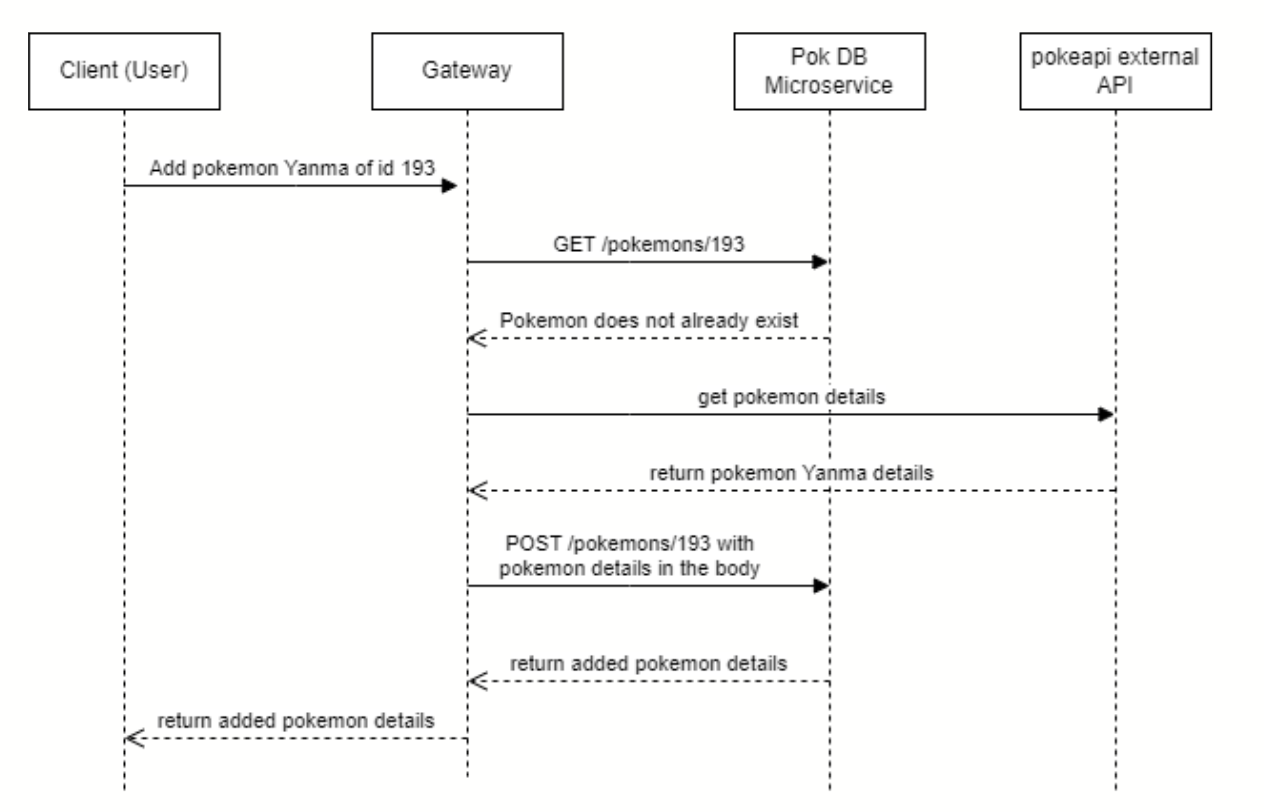 Client (User)
Gateway
Pok DB
Microservice
pokeapi external
API
Add pokemon Yanma of id 193
GET /pokemons/193
Pokemon does not already exist
get pokemon details
return pokemon Yanma details
POST /pokemons/193 with
pokemon details in the body
return added pokemon details
return added pokemon details